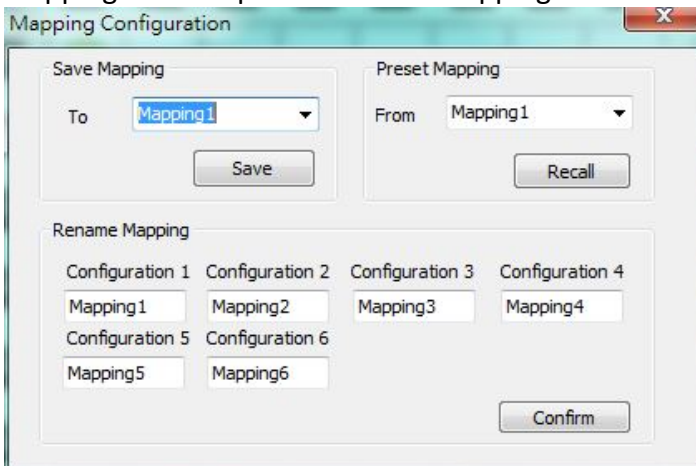 Mapping Configuration
Save Mapping
To Mapping1
Save
Preset Mapping
From Mapping1
Recall
Rename Mapping
Configuration 1 Configuration 2 Configuration 3 Configuration 4
Mapping1 Mapping2 Mapping3 Mapping4
Configuration 5 Configuration 6
Mapping5 Mapping6
Confirm